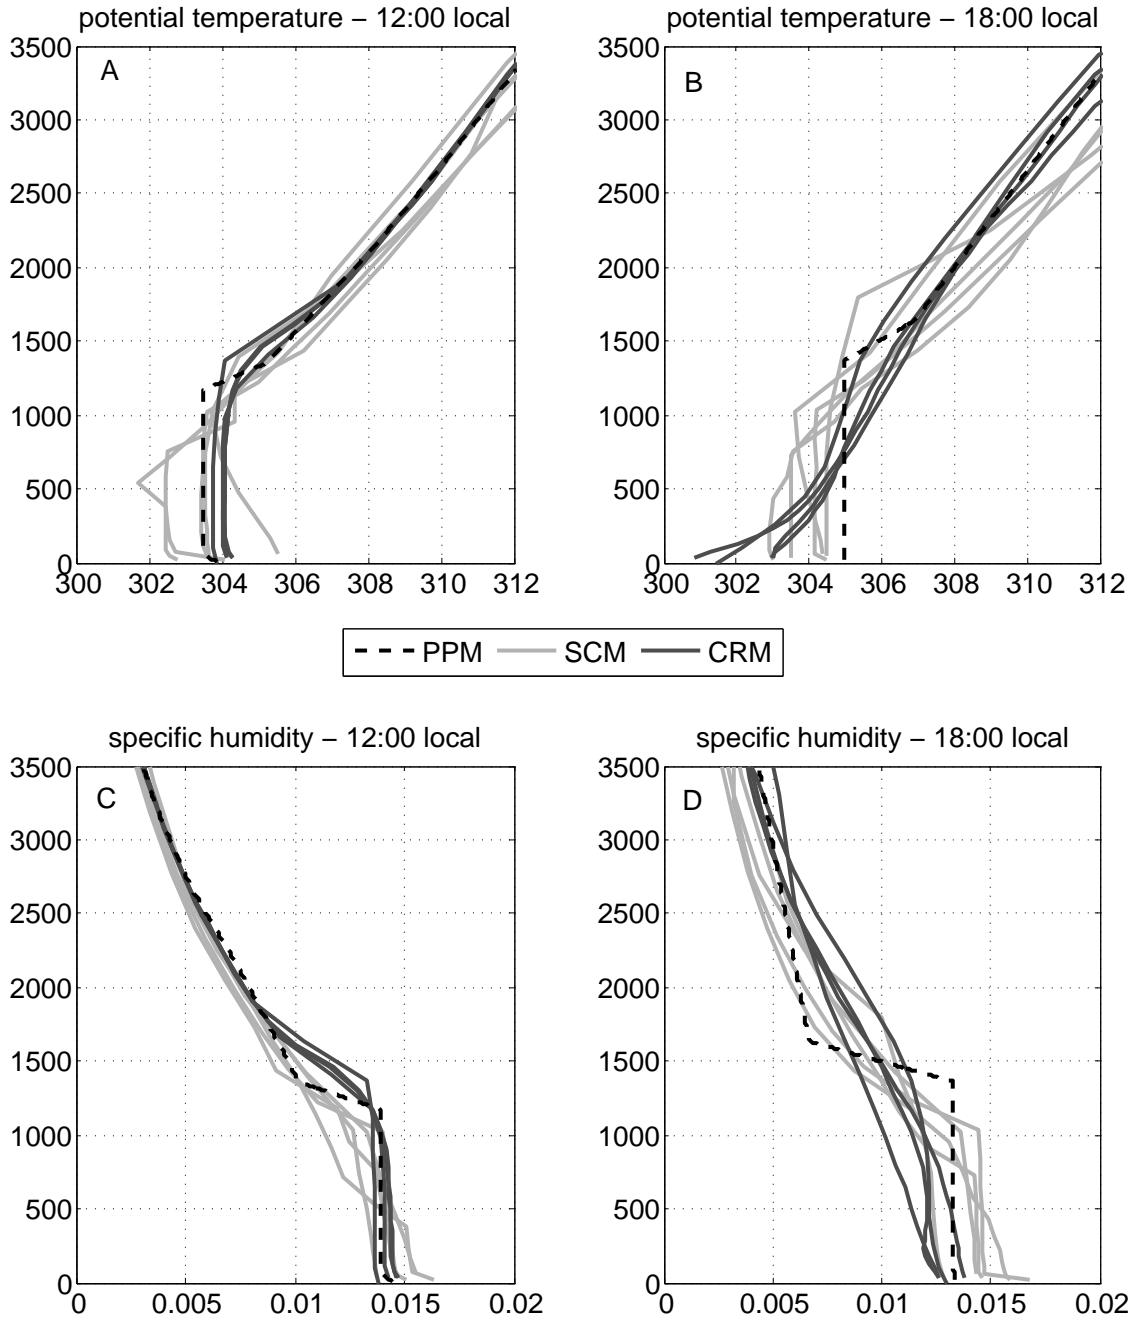 potential temperature – 12:00 local
potential temperature – 18:00 local
A
3500
3000
2500
2000
1500
1000
500
0
300 302 304 306 308 310 312
B
3500
3000
2500
2000
1500
1000
500
0
300 302 304 306 308 310 312
PPM SCM CRM
specific humidity – 12:00 local
specific humidity – 18:00 local
C
3500
3000
2500
2000
1500
1000
500
0
0 0.005 0.01 0.015 0.02
D
3500
3000
2500
2000
1500
1000
500
0
0 0.005 0.01 0.015 0.02